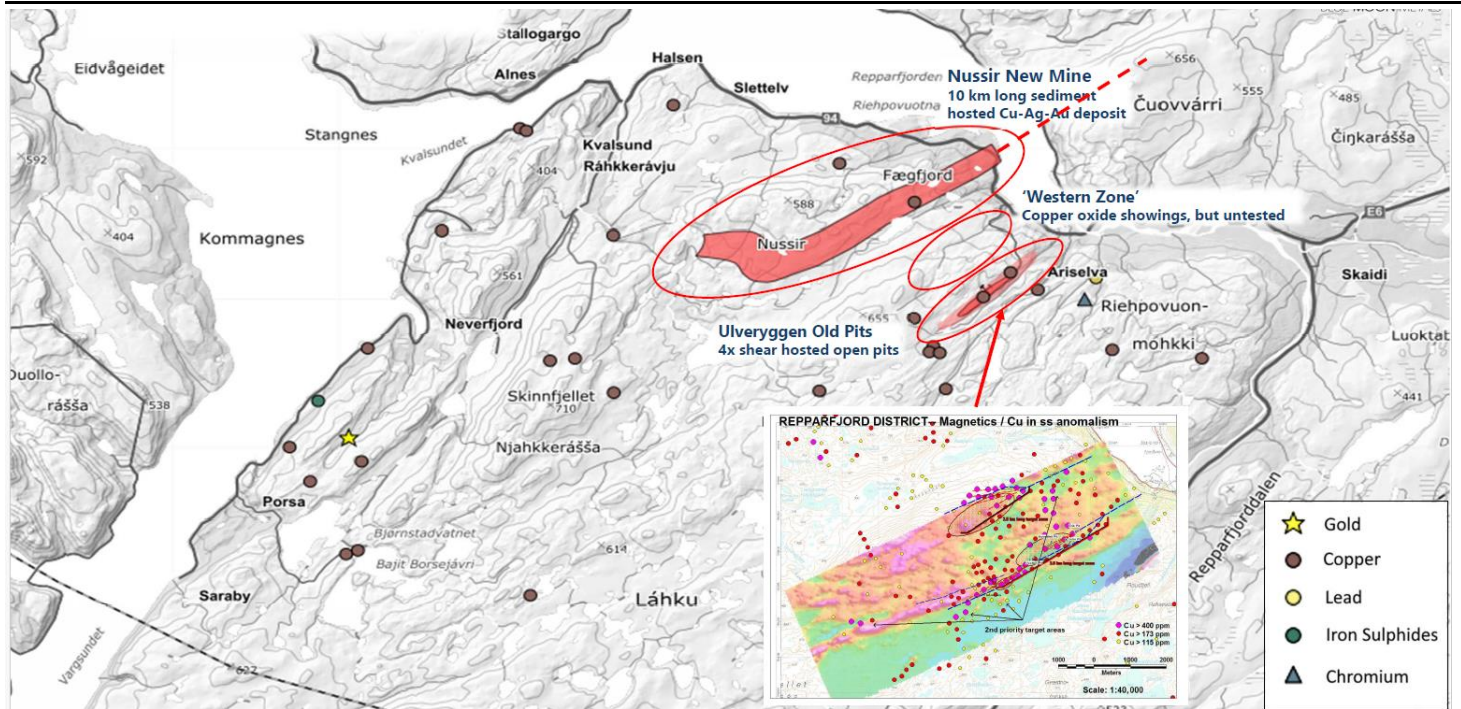 Stallogargo
Eidvågeidet
Alnes
Halsen
Slettelv
Repparfjorden
Riehpovuotna
Nussir New Mine
10 km long sediment
hosted Cu-Ag-Au deposit
656
555
485
Čuovvárri
Stangnes
Kvalsundet
Kvalsund
Ráhkkerávju
94
592
404
Fægfjord
'Western Zone'
Copper oxide showings, but untested
E6
404
Kommagnes
588
Nussir
561
Ariselva
Skaidi
Riehpovuon-
mohkki
Neverfjord
655
Ulveryggen Old Pits
4x shear hosted open pits
Luoktat
Duollo-
rášša
538
Skinnfjellet
710
Njahkkerášša
441
Porsa
Bjørnstadvatnet
Bajit Borsejávri
614
Saraby
Láhku
Vargsundet
627
Repparfjorddalen
REPPARFJORD DISTRICT – Magnetics / Cu in ss anomalism
2nd priority target areas
Cu > 400 ppm
Cu > 173 ppm
Cu > 115 ppm
1000 0 1000 2000
Meters
Scale: 1:40,000
Gold
Copper
Lead
Iron Sulphides
Chromium